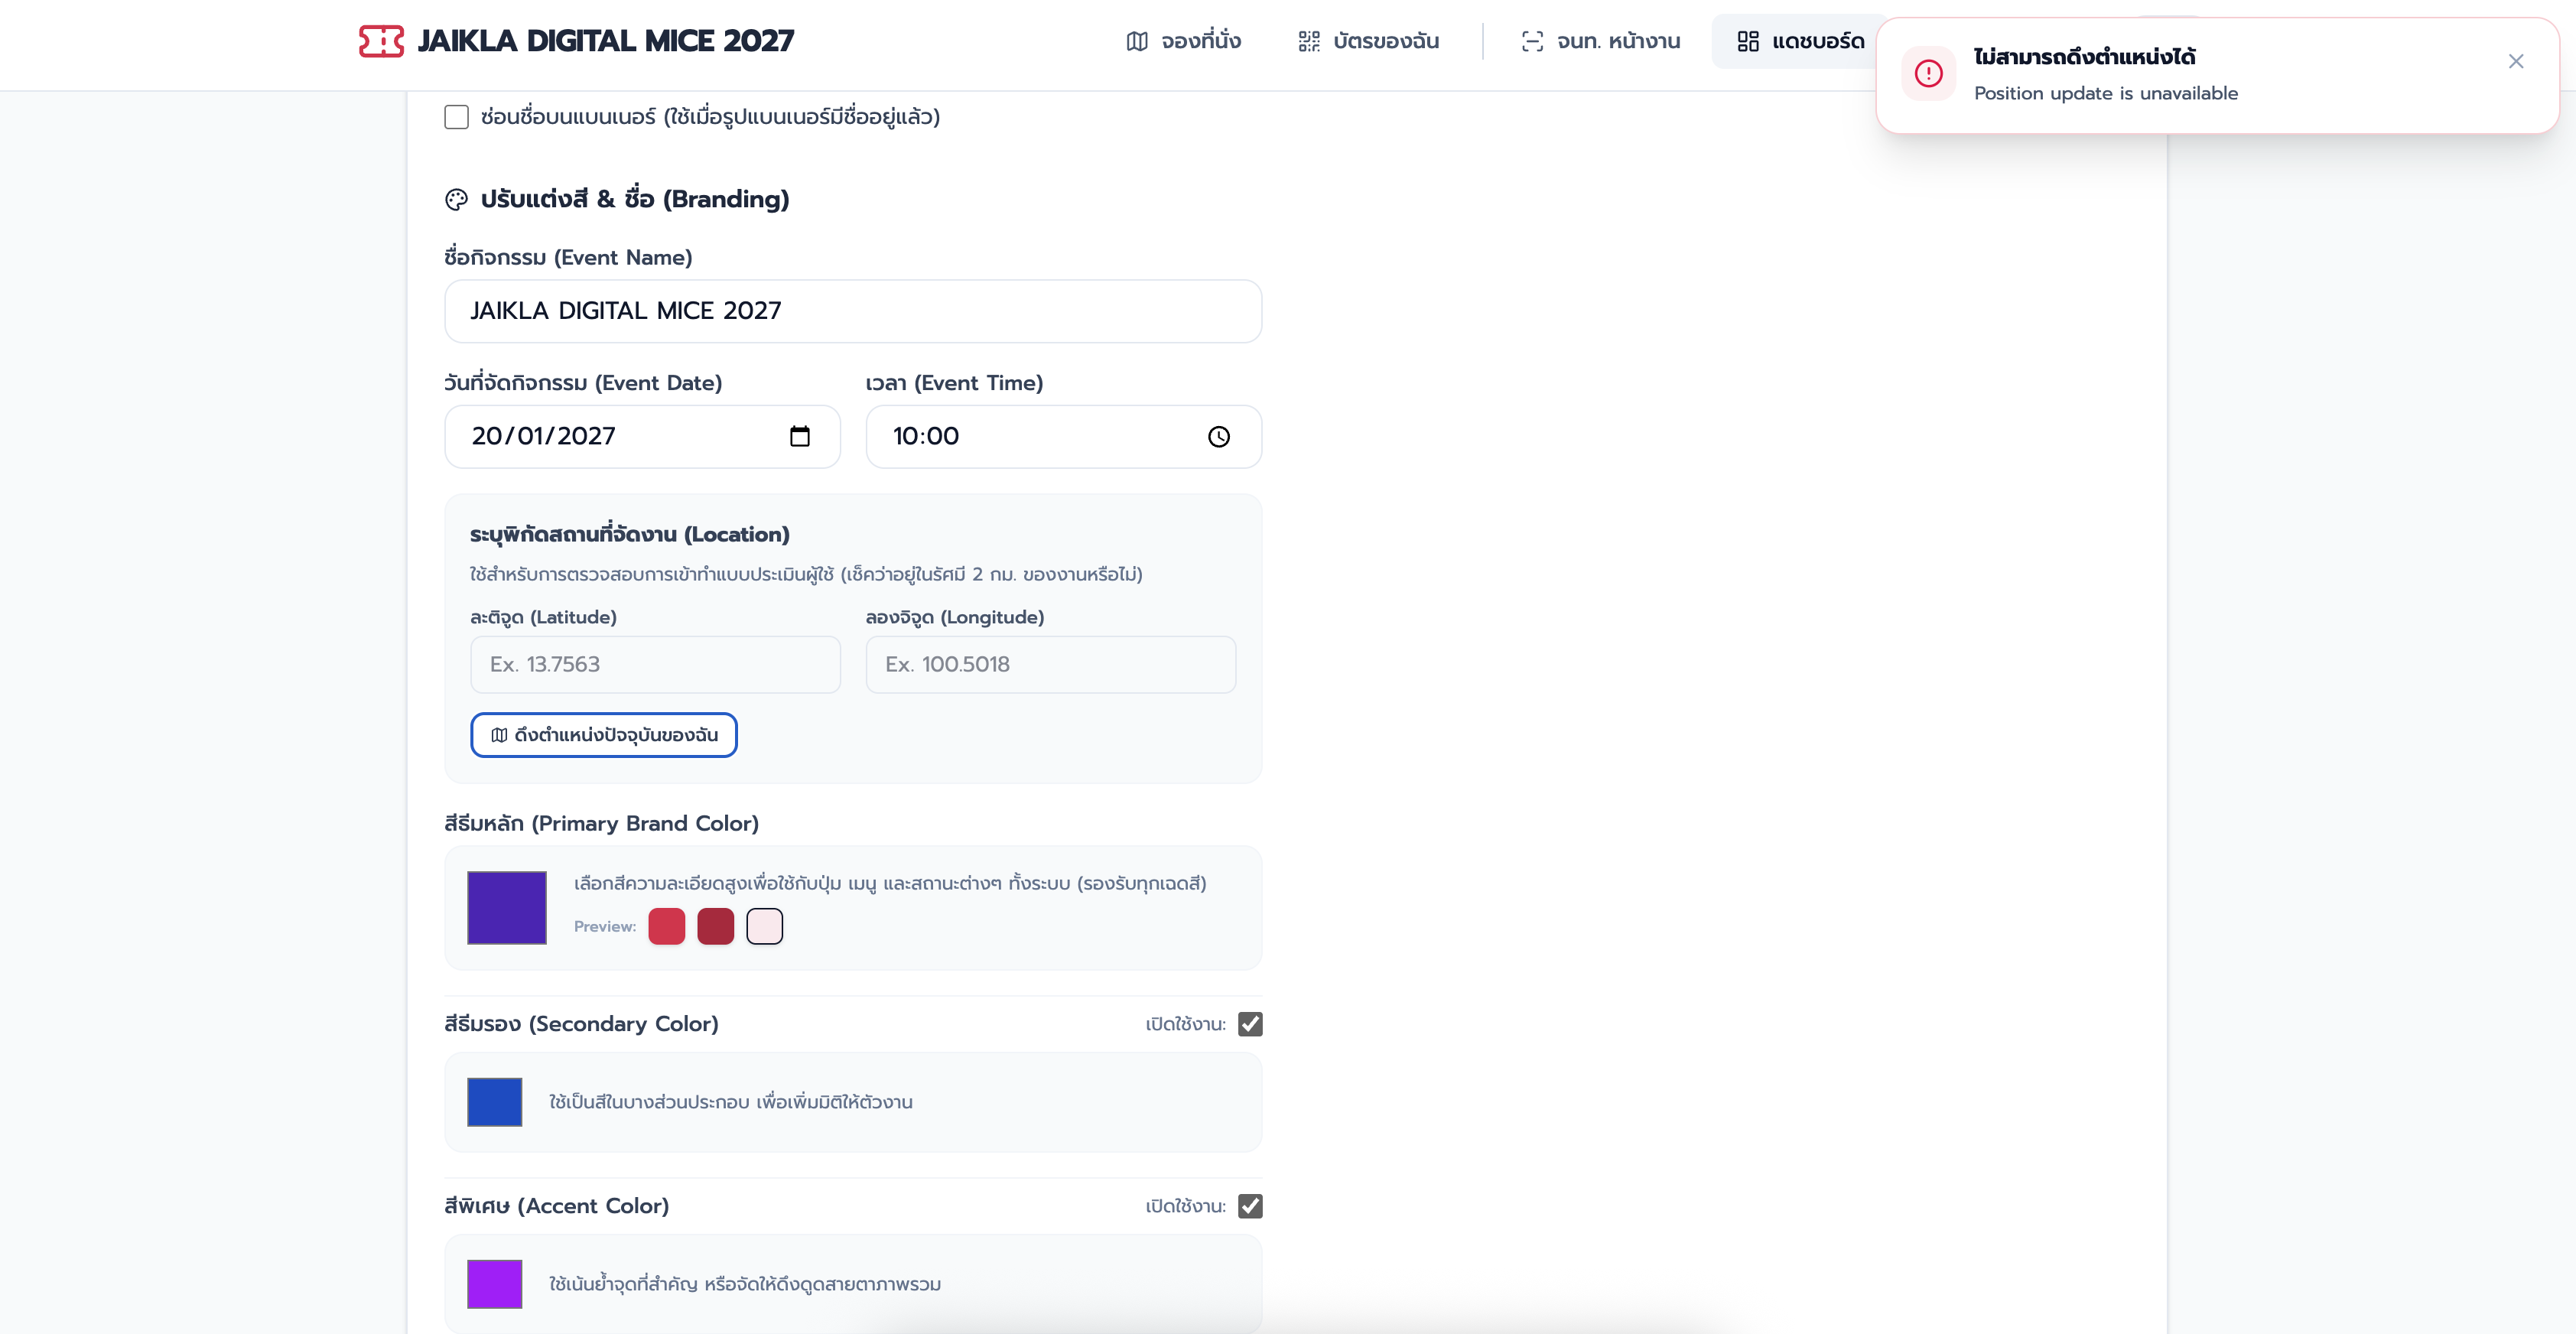 JAIKLA DIGITAL MICE 2027
จองที่นั่ง
บัตรของฉัน
จนท. หน้างาน
แดชบอร์ด
ไม่สามารถดึงตำแหน่งได้
Position update is unavailable
ซ่อนชื่อบนแบนเนอร์ (ใช้เมื่อรูปแบนเนอร์มีชื่ออยู่แล้ว)
ปรับแต่งสี & ชื่อ (Branding)
ชื่อกิจกรรม (Event Name)
JAIKLA DIGITAL MICE 2027
วันที่จัดกิจกรรม (Event Date)
เวลา (Event Time)
20/01/2027
10:00
ระบุพิกัดสถานที่จัดงาน (Location)
ใช้สำหรับการตรวจสอบการเข้าทำแบบประเมินผู้ใช้ (เช็คว่าอยู่ในรัศมี 2 กม. ของงานหรือไม่)
ละติจูด (Latitude)
ลองจิจูด (Longitude)
Ex. 13.7563
Ex. 100.5018
ดึงตำแหน่งปัจจุบันของฉัน
สีธีมหลัก (Primary Brand Color)
เลือกสีความละเอียดสูงเพื่อใช้กับปุ่ม เมนู และสถานะต่างๆ ทั้งระบบ (รองรับทุกเฉดสี)
Preview:
สีธีมรอง (Secondary Color)
เปิดใช้งาน:
ใช้เป็นสีในบางส่วนประกอบ เพื่อเพิ่มมิติให้ตัวงาน
สีพิเศษ (Accent Color)
เปิดใช้งาน:
ใช้เน้นย้ำจุดที่สำคัญ หรือจัดให้ดึงดูดสายตาภาพรวม